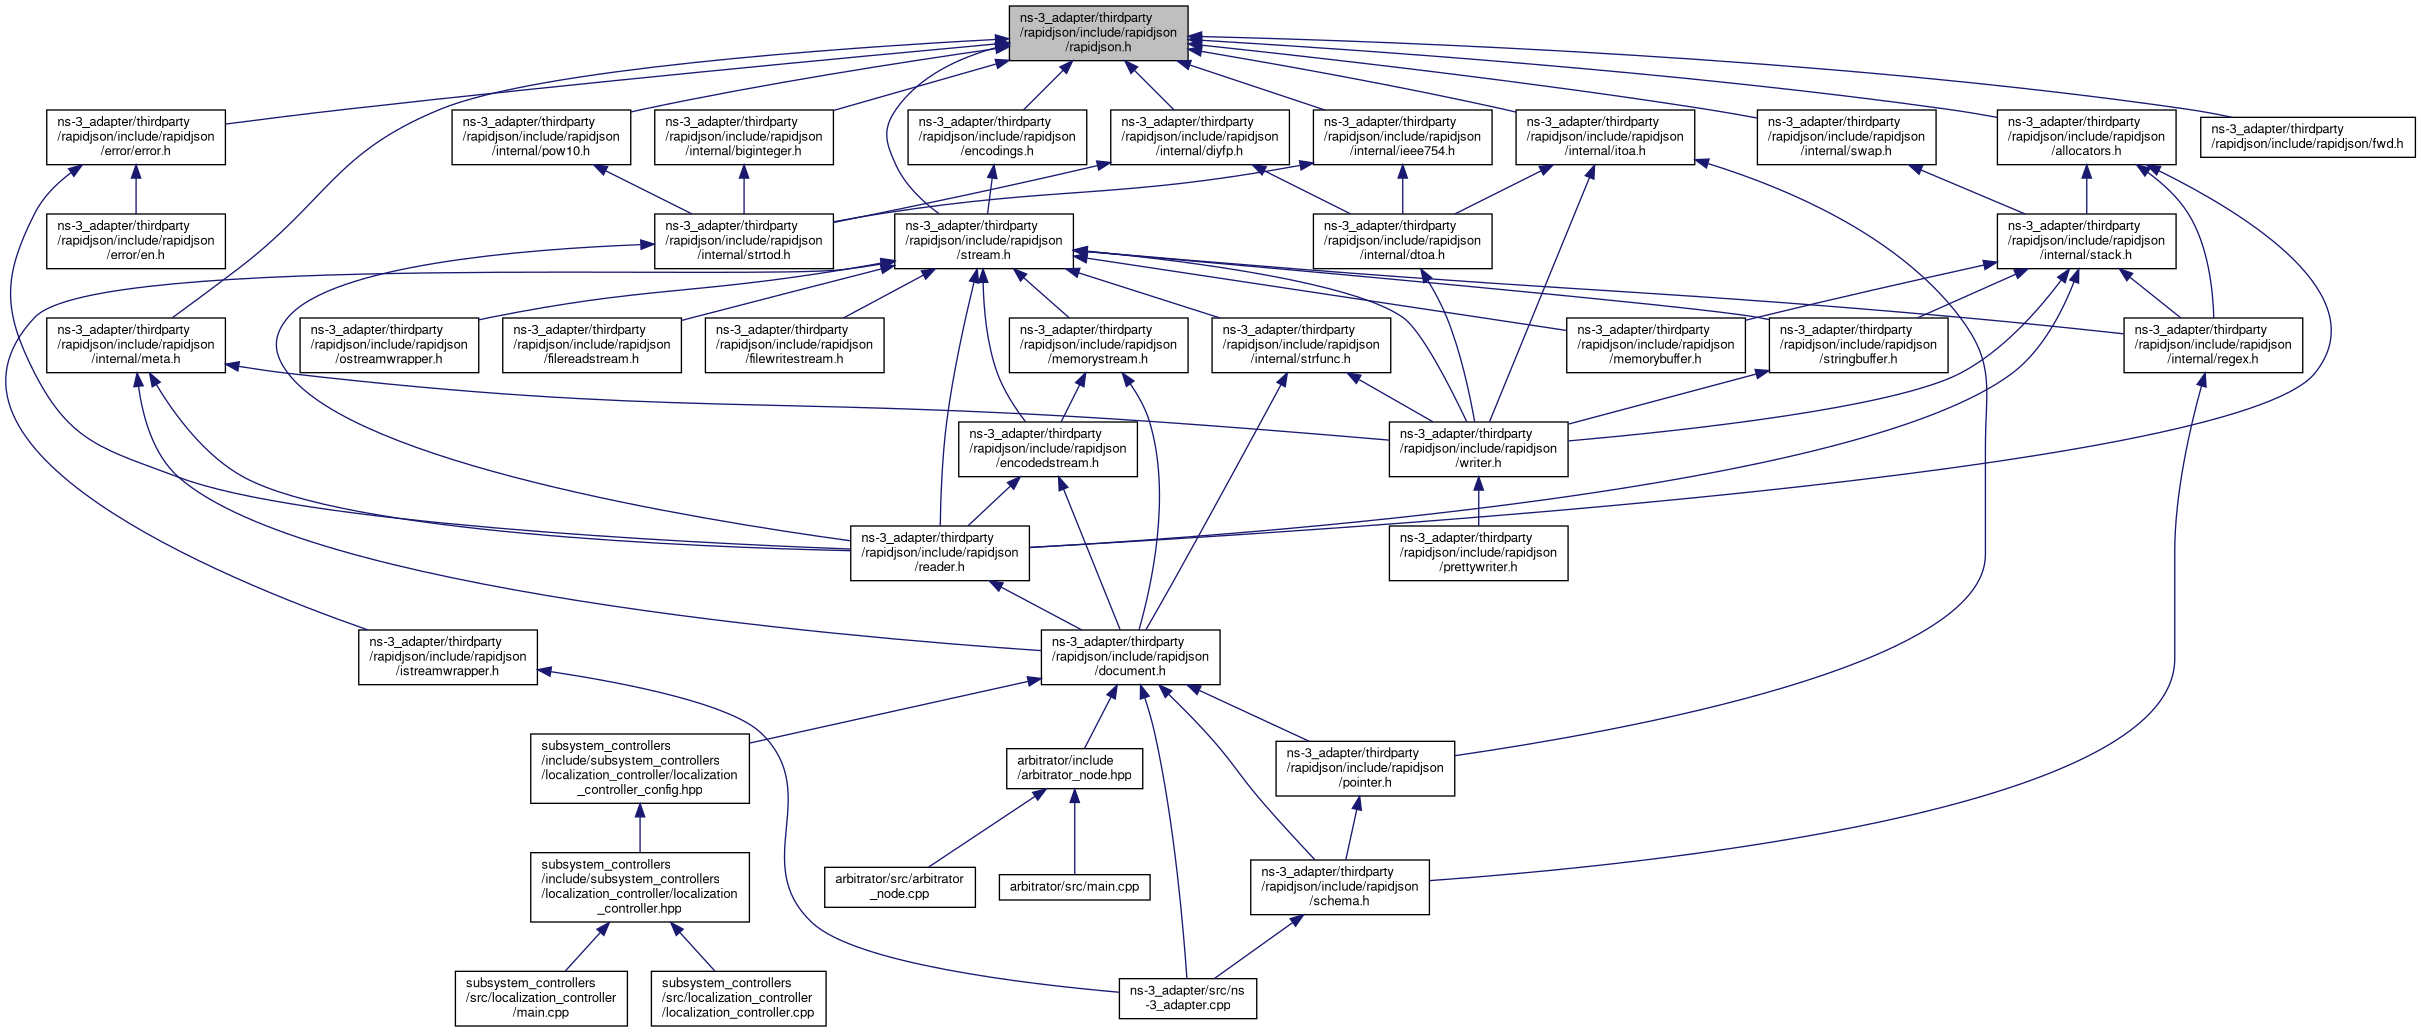 ns-3_adapter/thirdparty
/rapidjson/include/rapidjson
/rapidjson.h
ns-3_adapter/thirdparty
/rapidjson/include/rapidjson
/error/error.h
ns-3_adapter/thirdparty
/rapidjson/include/rapidjson
/internal/pow10.h
ns-3_adapter/thirdparty
/rapidjson/include/rapidjson
/internal/biginteger.h
ns-3_adapter/thirdparty
/rapidjson/include/rapidjson
/encodings.h
ns-3_adapter/thirdparty
/rapidjson/include/rapidjson
/internal/diyfp.h
ns-3_adapter/thirdparty
/rapidjson/include/rapidjson
/internal/ieee754.h
ns-3_adapter/thirdparty
/rapidjson/include/rapidjson
/internal/itoa.h
ns-3_adapter/thirdparty
/rapidjson/include/rapidjson
/internal/swap.h
ns-3_adapter/thirdparty
/rapidjson/include/rapidjson
/allocators.h
ns-3_adapter/thirdparty
/rapidjson/include/rapidjson/fwd.h
ns-3_adapter/thirdparty
/rapidjson/include/rapidjson
/error/en.h
ns-3_adapter/thirdparty
/rapidjson/include/rapidjson
/internal/strtod.h
ns-3_adapter/thirdparty
/rapidjson/include/rapidjson
/stream.h
ns-3_adapter/thirdparty
/rapidjson/include/rapidjson
/internal/dtoa.h
ns-3_adapter/thirdparty
/rapidjson/include/rapidjson
/internal/stack.h
ns-3_adapter/thirdparty
/rapidjson/include/rapidjson
/internal/meta.h
ns-3_adapter/thirdparty
/rapidjson/include/rapidjson
/ostreamwrapper.h
ns-3_adapter/thirdparty
/rapidjson/include/rapidjson
/filereadstream.h
ns-3_adapter/thirdparty
/rapidjson/include/rapidjson
/filewritestream.h
ns-3_adapter/thirdparty
/rapidjson/include/rapidjson
/memorystream.h
ns-3_adapter/thirdparty
/rapidjson/include/rapidjson
/internal/strfunc.h
ns-3_adapter/thirdparty
/rapidjson/include/rapidjson
/memorybuffer.h
ns-3_adapter/thirdparty
/rapidjson/include/rapidjson
/stringbuffer.h
ns-3_adapter/thirdparty
/rapidjson/include/rapidjson
/internal/regex.h
ns-3_adapter/thirdparty
/rapidjson/include/rapidjson
/encodedstream.h
ns-3_adapter/thirdparty
/rapidjson/include/rapidjson
/writer.h
ns-3_adapter/thirdparty
/rapidjson/include/rapidjson
/reader.h
ns-3_adapter/thirdparty
/rapidjson/include/rapidjson
/prettywriter.h
ns-3_adapter/thirdparty
/rapidjson/include/rapidjson
/istreamwrapper.h
ns-3_adapter/thirdparty
/rapidjson/include/rapidjson
/document.h
subsystem_controllers
/include/subsystem_controllers
/localization_controller/localization
_controller_config.hpp
arbitrator/include
/arbitrator_node.hpp
ns-3_adapter/thirdparty
/rapidjson/include/rapidjson
/pointer.h
subsystem_controllers
/include/subsystem_controllers
/localization_controller/localization
_controller.hpp
arbitrator/src/arbitrator
_node.cpp
arbitrator/src/main.cpp
ns-3_adapter/thirdparty
/rapidjson/include/rapidjson
/schema.h
subsystem_controllers
/src/localization_controller
/main.cpp
subsystem_controllers
/src/localization_controller
/localization_controller.cpp
ns-3_adapter/src/ns
-3_adapter.cpp